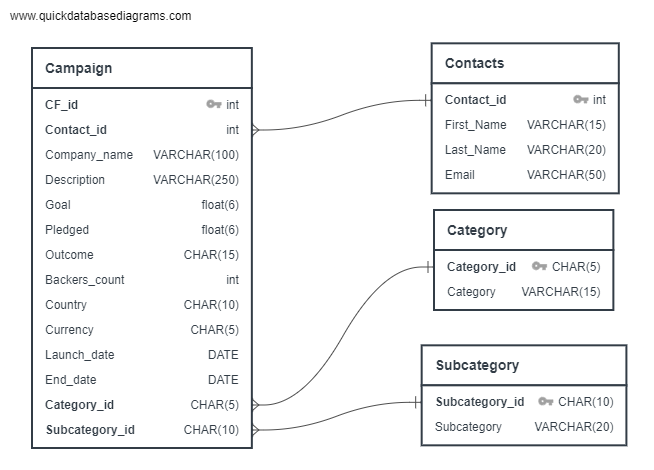 www.quickdatabasediagrams.com
Campaign
CF_id int
Contact_id int
Company_name VARCHAR(100)
Description VARCHAR(250)
Goal float(6)
Pledged float(6)
Outcome CHAR(15)
Backers_count int
Country CHAR(10)
Currency CHAR(5)
Launch_date DATE
End_date DATE
Category_id CHAR(5)
Subcategory_id CHAR(10)
Contacts
Contact_id int
First_Name VARCHAR(15)
Last_Name VARCHAR(20)
Email VARCHAR(50)
Category
Category_id CHAR(5)
Category VARCHAR(15)
Subcategory
Subcategory_id CHAR(10)
Subcategory VARCHAR(20)